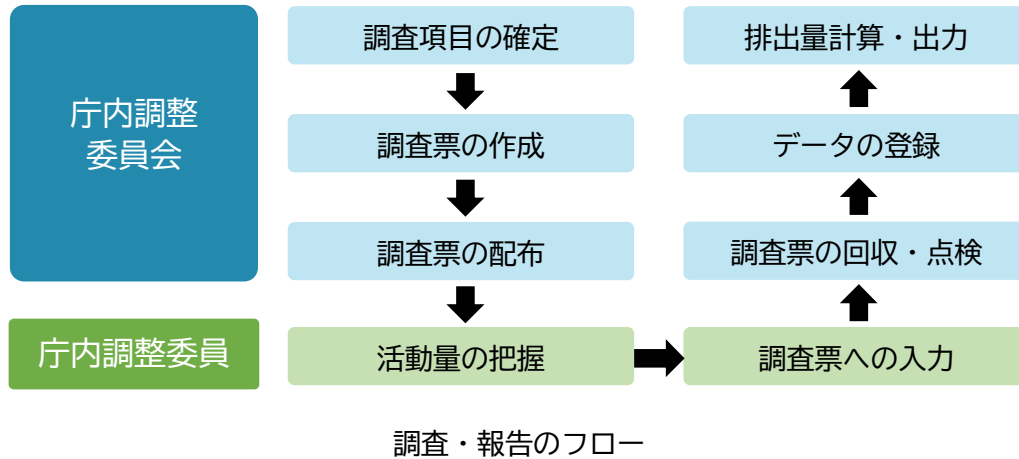 庁内調整
委員会
調査項目の確定
調査票の作成
調査票の配布
排出量計算・出力
データの登録
調査票の回収・点検
庁内調整委員
活動量の把握
調査票への入力
調査・報告のフロー